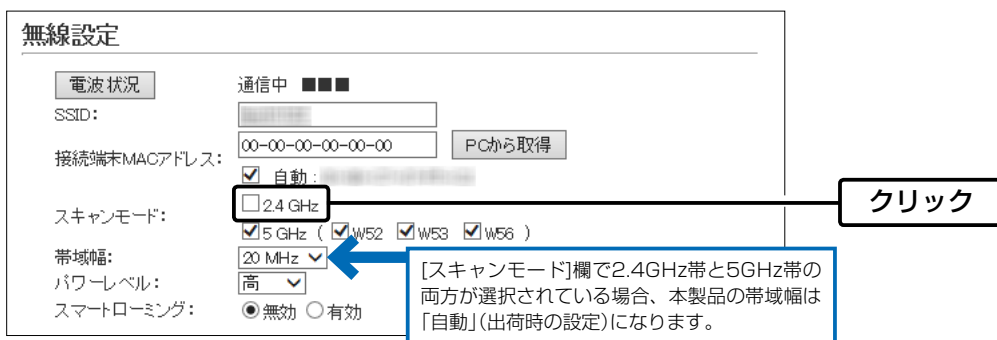 無線設定
電波状況 通信中 ■■■
SSID:
接続端末MACアドレス: 00-00-00-00-00-00 PCから取得
自動:
スキャンモード: 2.4 GHz
5 GHz ( W52 W53 W56 )
クリック
帯域幅: 20 MHz
パワーレベル: 高
スマートローミング: 無効 有効
[スキャンモード]欄で2.4GHz帯と5GHz帯の
両方が選択されている場合、本製品の帯域幅は
「自動」(出荷時の設定)になります。